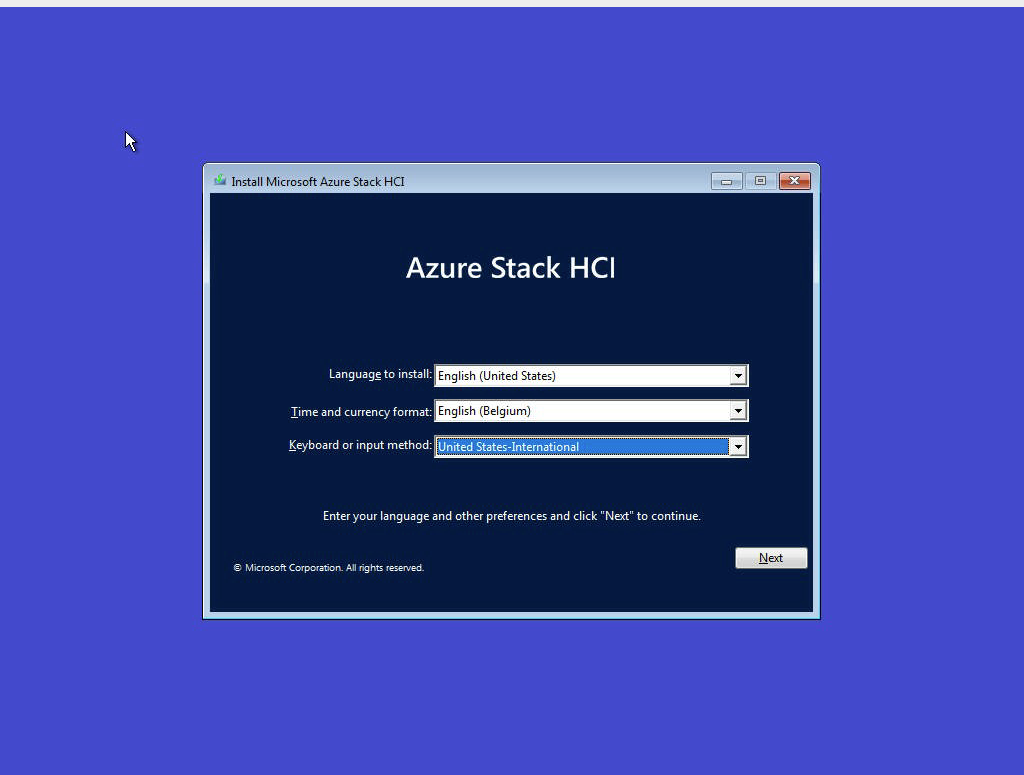 Install Microsoft Azure Stack HCI
Azure Stack HCI
Language to install: English (United States)
Time and currency format: English (Belgium)
Keyboard or input method: United States-International
Enter your language and other preferences and click "Next" to continue.
Next
© Microsoft Corporation. All rights reserved.